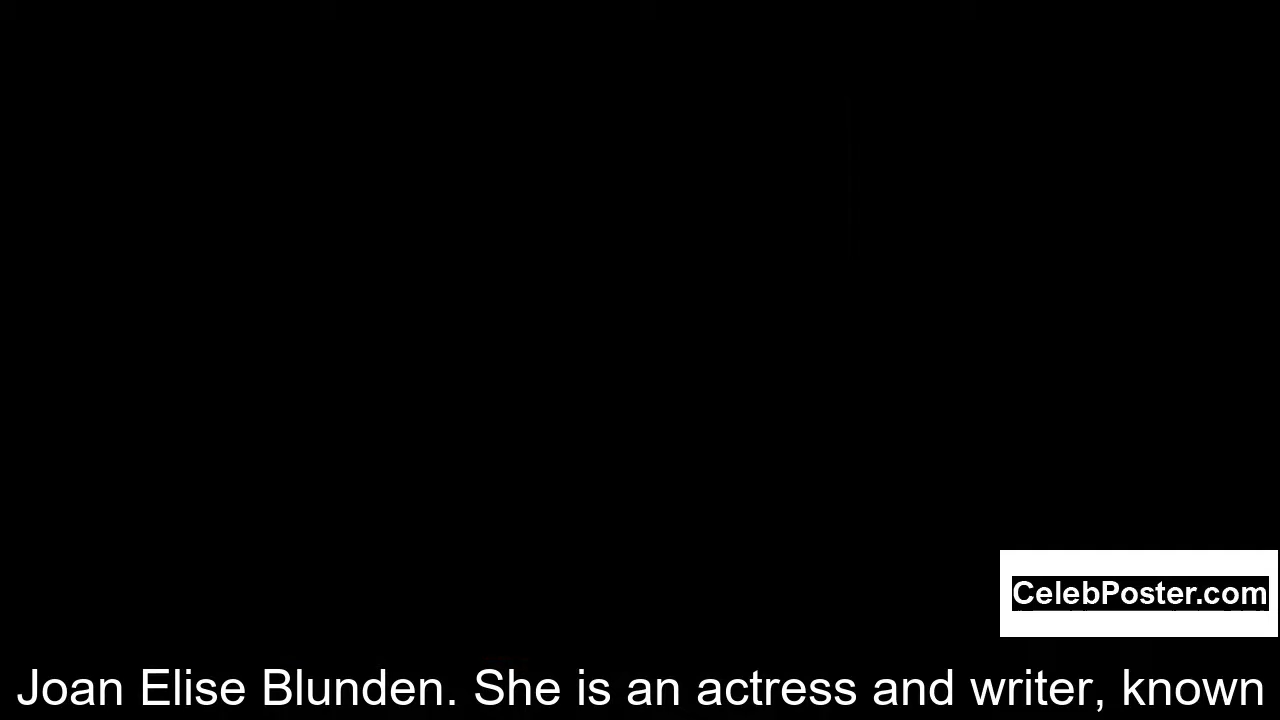 CelebPoster.com
Joan Elise Blunden. She is an actress and writer, known